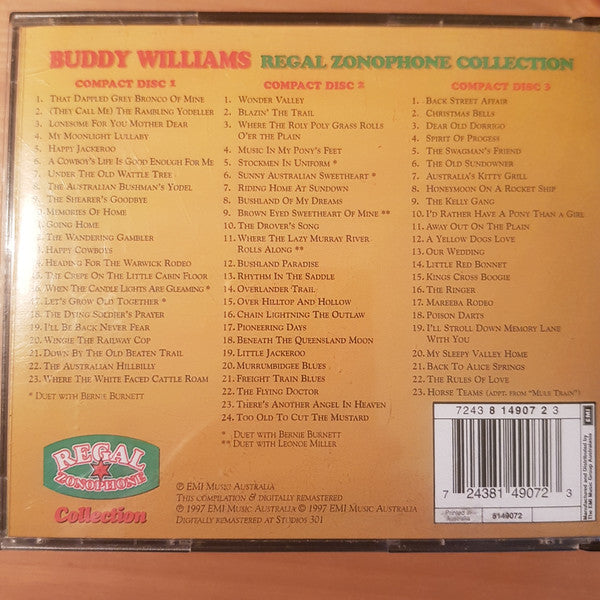 BUDDY WILLIAMS REGAL ZONOPHONE COLLECTION
COMPACT DISC 1
1. THAT DAPPLED GREY BRONCO OF MINE
2. (THEY CALL ME) THE RAMBLING YODELLER
3. LONESOME FOR YOU MOTHER DEAR
4. MY MOONLIGHT LULLABY
5. HAPPY JACKEROO
6. A COWBOY'S LIFE IS GOOD ENOUGH FOR ME
7. UNDER THE OLD WATTLE TREE
8. THE AUSTRALIAN BUSHMAN'S YODEL
9. THE SHEARER'S GOODBYE
10. MEMORIES OF HOME
11. GOING HOME
12. THE WANDERING GAMBLER
13. HAPPY COWBOYS
14. HEADING FOR THE WARWICK RODEO
15. THE CREPE ON THE LITTLE CABIN FLOOR
16. WHEN THE CANDLE LIGHTS ARE GLEAMING *
17. LET'S GROW OLD TOGETHER *
18. THE DYING SOLDIER'S PRAYER
19. I'LL BE BACK NEVER FEAR
20. WINGIE THE RAILWAY COP
21. DOWN BY THE OLD BEATEN TRAIL
22. THE AUSTRALIAN HILLBILLY
23. WHERE THE WHITE FACED CATTLE ROAM
* DUET WITH BERNIE BURNETT
COMPACT DISC 2
1. WONDER VALLEY
2. BLAZIN' THE TRAIL
3. WHERE THE ROLY POLY GRASS ROLLS
O'ER THE PLAIN
4. MUSIC IN MY PONY'S FEET
5. STOCKMEN IN UNIFORM *
6. SUNNY AUSTRALIAN SWEETHEART *
7. RIDING HOME AT SUNDOWN
8. BUSHLAND OF MY DREAMS
9. BROWN EYED SWEETHEART OF MINE **
10. THE DROVER'S SONG
11. WHERE THE LAZY MURRAY RIVER
ROLLS ALONG **
12. BUSHLAND PARADISE
13. RHYTHM IN THE SADDLE
14. OVERLANDER TRAIL
15. OVER HILLTOP AND HOLLOW
16. CHAIN LIGHTNING THE OUTLAW
17. PIONEERING DAYS
18. BENEATH THE QUEENSLAND MOON
19. LITTLE JACKEROO
20. MURRUMBIDGEE BLUES
21. FREIGHT TRAIN BLUES
22. THE FLYING DOCTOR
23. THERE'S ANOTHER ANGEL IN HEAVEN
24. TOO OLD TO CUT THE MUSTARD
* DUET WITH BERNIE BURNETT
** DUET WITH LEONOE MILLER
COMPACT DISC 3
1. BACK STREET AFFAIR
2. CHRISTMAS BELLS
3. DEAR OLD DORRIGO
4. SPIRIT OF PROGESS
5. THE SWAGMAN'S FRIEND
6. THE OLD SUNDOWNER
7. AUSTRALIA'S KITTY GRILL
8. HONEYMOON ON A ROCKET SHIP
9. THE KELLY GANG
10. I'D RATHER HAVE A PONY THAN A GIRL
11. AWAY OUT ON THE PLAIN
12. A YELLOW DOGS LOVE
13. OUR WEDDING
14. LITTLE RED BONNET
15. KINGS CROSS BOOGIE
16. THE RINGER
17. MAREEBA RODEO
18. POISON DARTS
19. I'LL STROLL DOWN MEMORY LANE
WITH YOU
20. MY SLEEPY VALLEY HOME
21. BACK TO ALICE SPRINGS
22. THE RULES OF LOVE
23. HORSE TEAMS (ADPT. FROM "MULE TRAIN")
REGAL
ZONOPHONE
Collection
℗ EMI MUSIC AUSTRALIA
THIS COMPILATION & DIGITALLY REMASTERED
℗ 1997 EMI MUSIC AUSTRALIA © 1997 EMI MUSIC AUSTRALIA
DIGITALLY REMASTERED AT STUDIOS 301
7243 8 14907 2 3
7 24381 49072 3
Printed in
Australia
8149072
EMI
Manufactured and Distributed by
The EMI Music Group Australasia